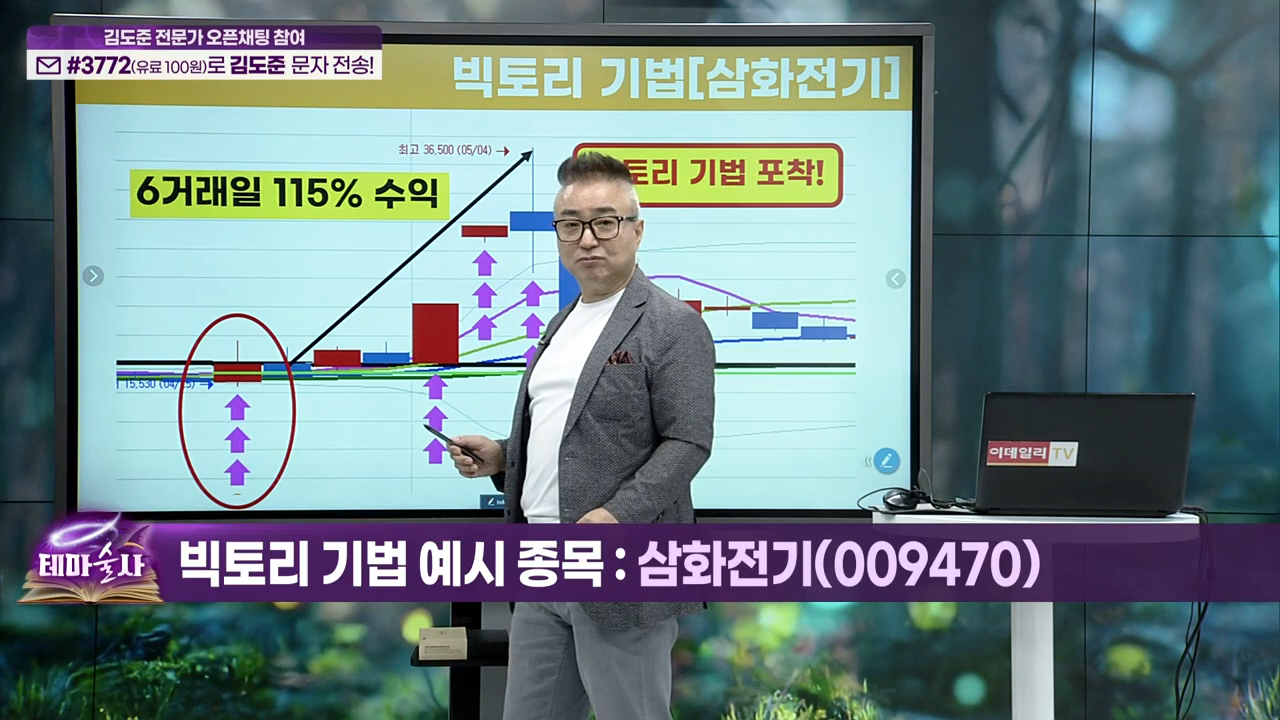 김도준 전문가 오픈채팅 참여
#3772(유료 100원)로 김도준 문자 전송!
빅토리 기법[삼화전기]
최고 36,500 (05/04)
토리 기법 포착!
6거래일 115% 수익
15,530
이데일리 TV
테마술사
빅토리 기법 예시 종목 : 삼화전기(009470)